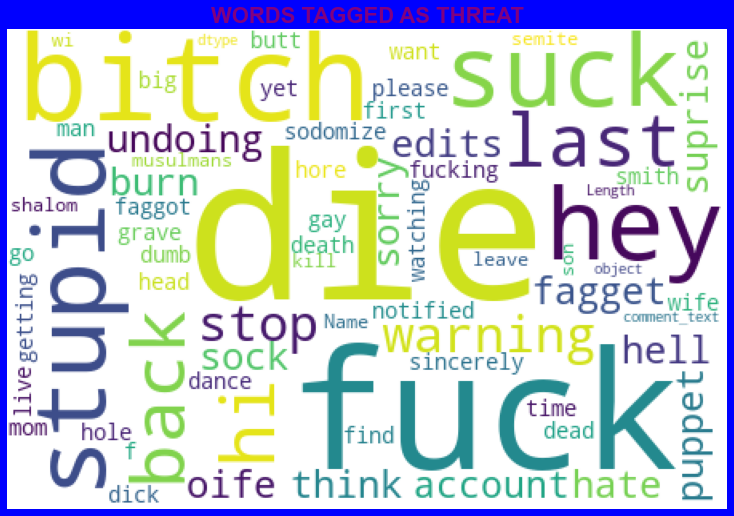 WORDS TAGGED AS THREAT
wi
dtype
butt
want
semite
bitch
suck
big
yet
please
first
suprise
man
undoing
sodomize
edits
last
musulmans
hore
fucking
smith
stupid
burn
die
sorry
watching
hey
Length
shalom
faggot
gay
grave
death
go
dumb
kill
leave
son
object
head
fagget
wife
getting
live
back
stop
Name
notified
warning
comment_text
sock
hi
fuck
sincerely
hell
dance
puppet
mom
hole
f
find
time
dead
dick
oife
think
account
hate